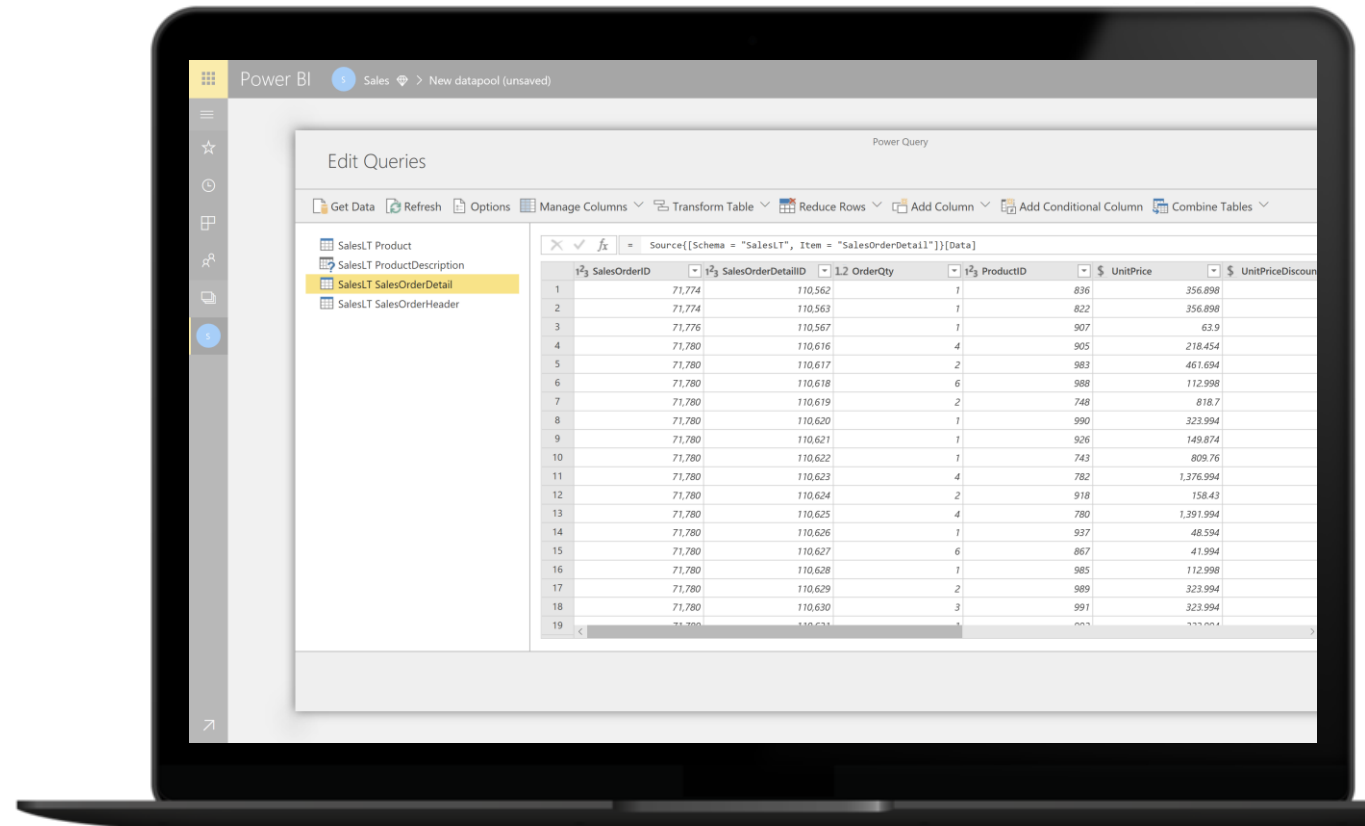 Power BI S Sales > New datapool (unsaved)
Power Query
Edit Queries
Get Data Refresh Options Manage Columns Transform Table Reduce Rows Add Column Add Conditional Column Combine Tables
SalesLT Product
SalesLT ProductDescription
SalesLT SalesOrderDetail
SalesLT SalesOrderHeader
S
fx = Source{[Schema = "SalesLT", Item = "SalesOrderDetail"]}[Data]
1²3 SalesOrderID 1²3 SalesOrderDetailID 1.2 OrderQty 1²3 ProductID $ UnitPrice $ UnitPriceDiscoun
1 71,774 110,562 1 836 356.898
2 71,774 110,563 1 822 356.898
3 71,776 110,567 1 907 63.9
4 71,780 110,616 4 905 218.454
5 71,780 110,617 2 983 461.694
6 71,780 110,618 6 988 112.998
7 71,780 110,619 2 748 818.7
8 71,780 110,620 1 990 323.994
9 71,780 110,621 1 926 149.874
10 71,780 110,622 1 743 809.76
11 71,780 110,623 4 782 1,376.994
12 71,780 110,624 2 918 158.43
13 71,780 110,625 4 780 1,391.994
14 71,780 110,626 1 937 48.594
15 71,780 110,627 6 867 41.994
16 71,780 110,628 1 985 112.998
17 71,780 110,629 2 989 323.994
18 71,780 110,630 3 991 323.994
19